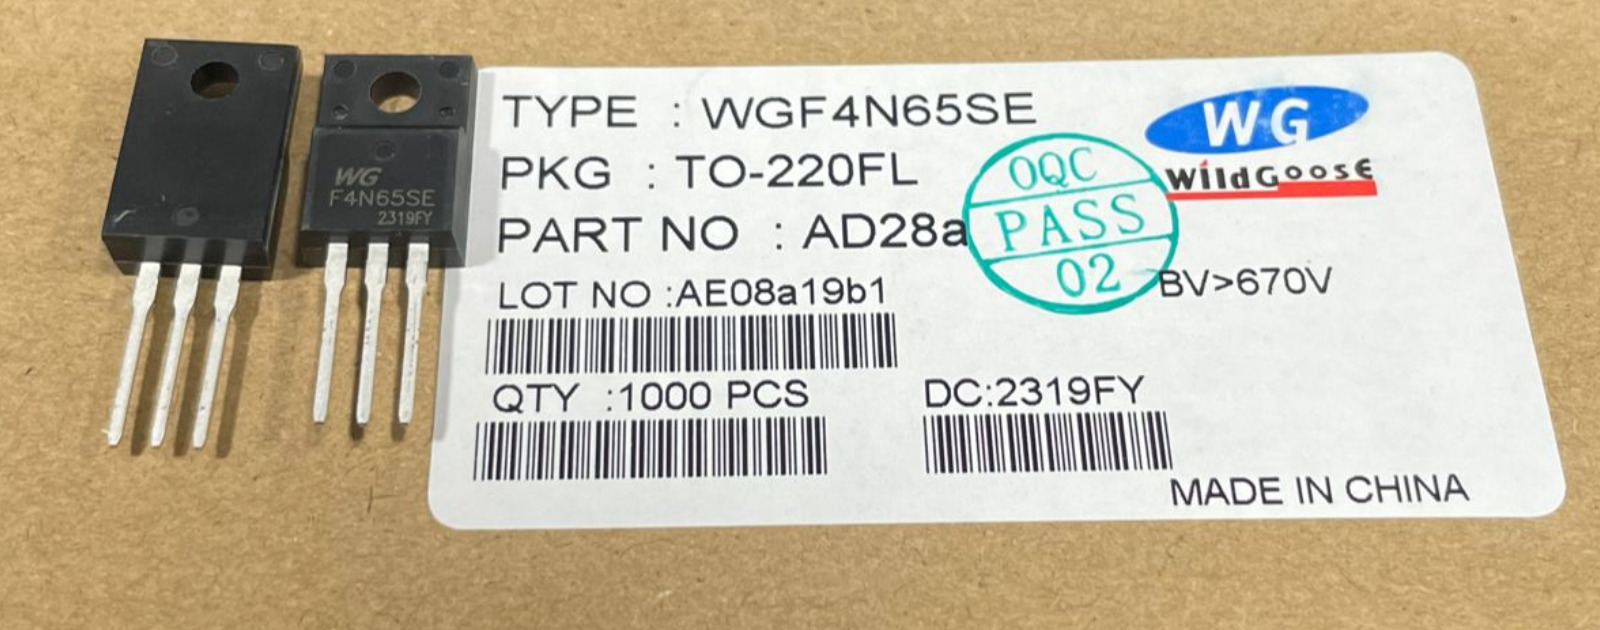 WG
F4N65SE
2319FY
TYPE : WGF4N65SE
PKG : TO-220FL
PART NO : AD28a
LOT NO :AE08a19b1
QTY :1000 PCS
DC:2319FY
OQC
PASS
02
WG
WildGoose
BV>670V
MADE IN CHINA